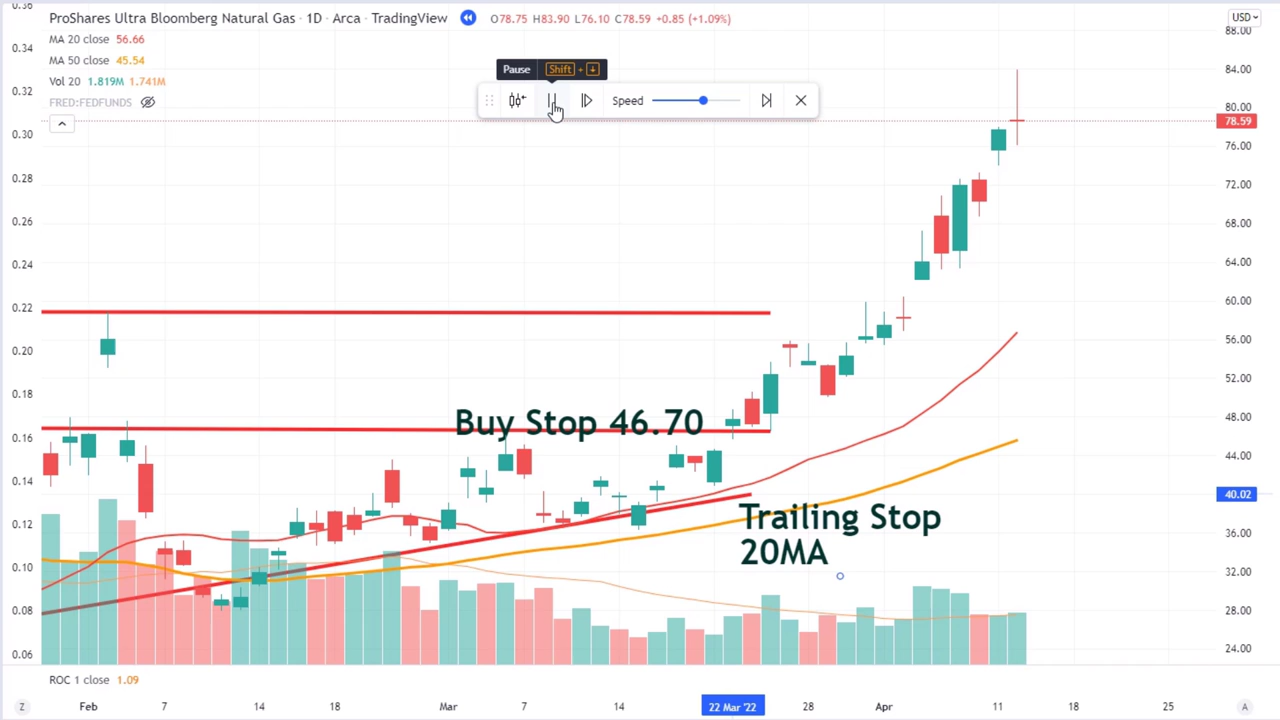 ProShares Ultra Bloomberg Natural Gas · 1D · Arca · TradingView O78.75 H83.90 L76.10 C78.59 +0.85 (+1.09%)
MA 20 close 56.66
MA 50 close 45.54
Vol 20 1.819M 1.741M
FRED:FEDFUNDS
Pause Shift + ↓
Speed
USD
0.36
0.34
0.32
0.30
0.28
0.26
0.24
0.22
0.20
0.18
0.16
0.14
0.12
0.10
0.08
0.06
88.00
84.00
80.00
78.59
76.00
72.00
68.00
64.00
60.00
56.00
52.00
48.00
44.00
40.02
36.00
32.00
28.00
24.00
Buy Stop 46.70
Trailing Stop
20MA
ROC 1 close 1.09
Z Feb 7 14 18 Mar 7 14 22 Mar '22 28 Apr 11 18 25 A